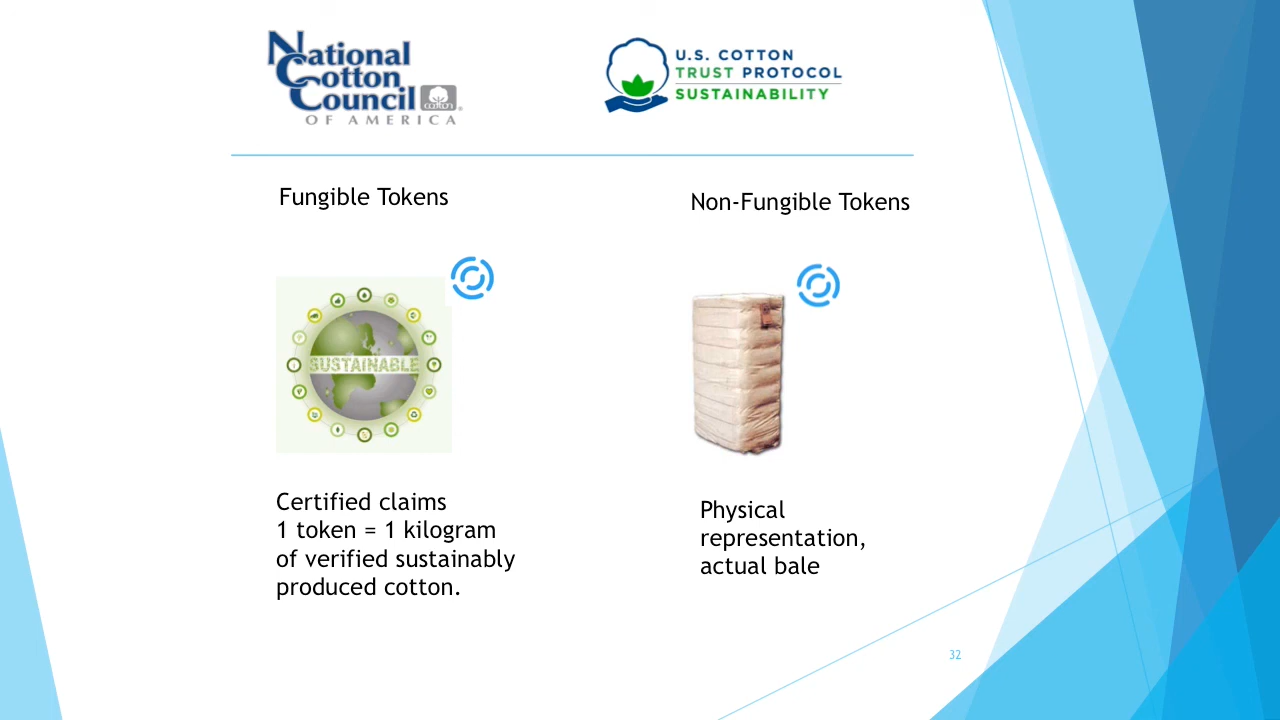 National
Cotton
Council
OF AMERICA
cotton
U.S. COTTON
TRUST PROTOCOL
SUSTAINABILITY
Fungible Tokens
Non-Fungible Tokens
SUSTAINABLE
Certified claims
1 token = 1 kilogram
of verified sustainably
produced cotton.
Physical
representation,
actual bale
32